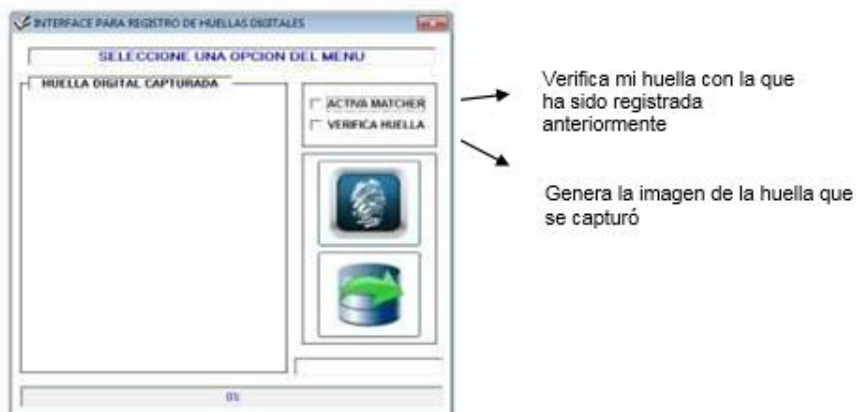 INTERFACE PARA REGISTRO DE HUELLAS DIGITALES
SELECCIONE UNA OPCION DEL MENU
HUELLA DIGITAL CAPTURADA
ACTIVA MATCHER
VERIFICA HUELLA
0%
Verifica mi huella con la que
ha sido registrada
anteriormente
Genera la imagen de la huella que
se capturó